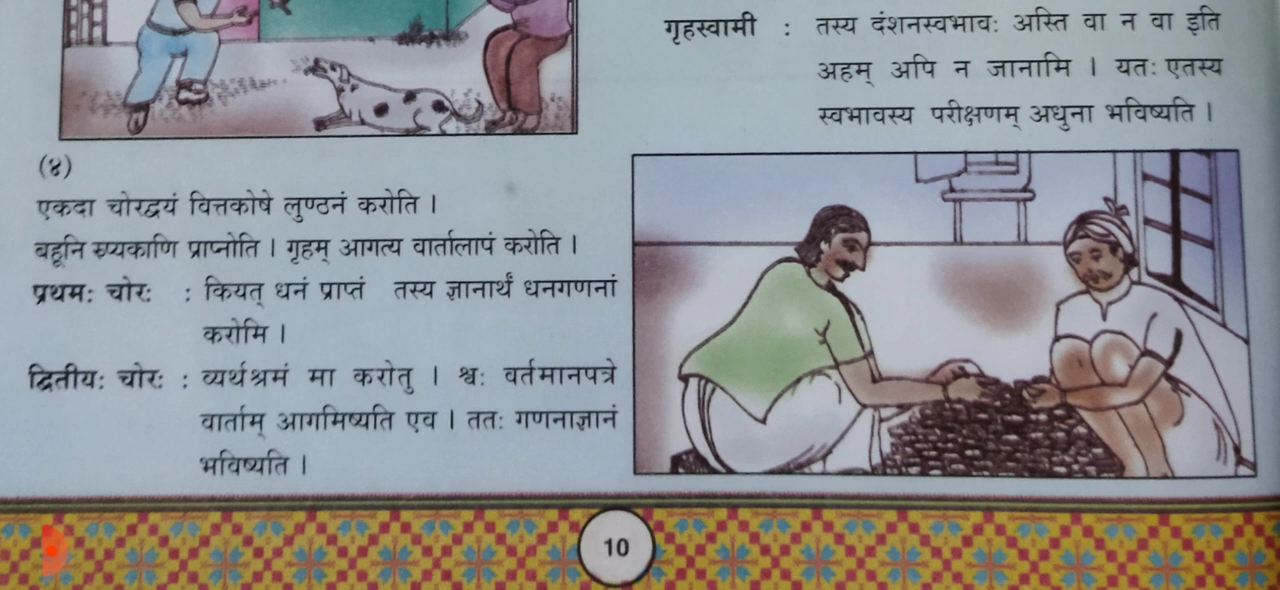 गृहस्वामी : तस्य दंशनस्वभावः अस्ति वा न वा इति
अहम् अपि न जानामि । यतः एतस्य
स्वभावस्य परीक्षणम् अधुना भविष्यति ।
(४)
एकदा चोरद्वयं वित्तकोषे लुण्ठनं करोति ।
बहूनि रूप्यकाणि प्राप्नोति । गृहम् आगत्य वार्तालापं करोति ।
प्रथमः चोरः : कियत् धनं प्राप्तं तस्य ज्ञानार्थं धनगणनां
करोमि ।
द्वितीयः चोरः : व्यर्थश्रमं मा करोतु । श्वः वर्तमानपत्रे
वार्ताम् आगमिष्यति एव । ततः गणनाज्ञानं
भविष्यति ।
10